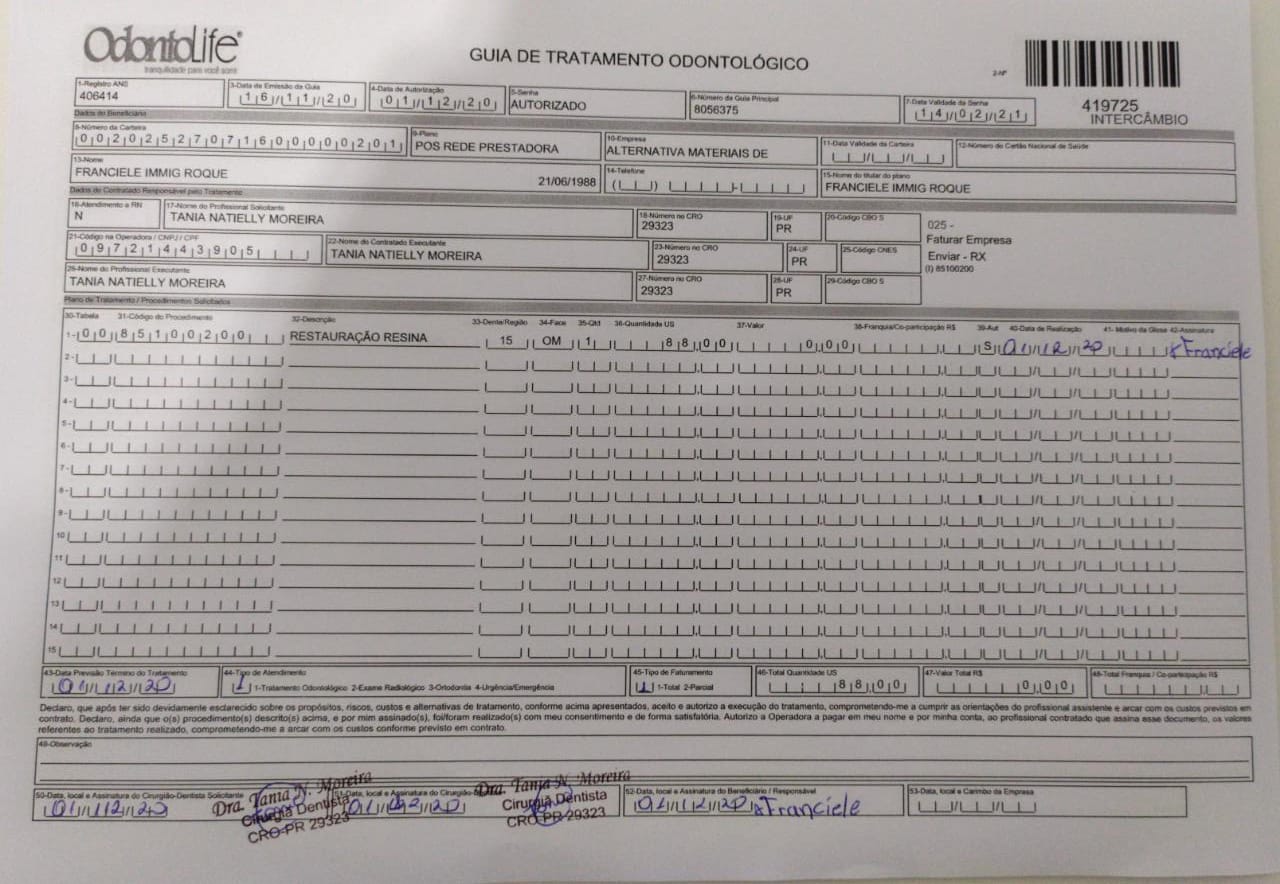 OdontoLife
tranquilidade para você sorrir
GUIA DE TRATAMENTO ODONTOLÓGICO
2-Nº
419725
INTERCÂMBIO
1-Registro ANS
406414
3-Data da Emissão da Guia
16/11/20
4-Data de Autorização
01/12/20
5-Senha
AUTORIZADO
6-Número da Guia Principal
8056375
7-Data Validade da Senha
14/02/21
Dados do Beneficiário
8-Número da Carteira
00202527071600000201
9-Plano
POS REDE PRESTADORA
10-Empresa
ALTERNATIVA MATERIAIS DE
11-Data Validade da Carteira
12-Número do Cartão Nacional de Saúde
13-Nome
FRANCIELE IMMIG ROQUE 21/06/1988
14-Telefone
15-Nome do titular do plano
FRANCIELE IMMIG ROQUE
Dados do Contratado Responsável pelo Tratamento
16-Atendimento a RN
N
17-Nome do Profissional Solicitante
TANIA NATIELLY MOREIRA
18-Número no CRO
29323
19-UF
PR
20-Código CBO S
025 -
Faturar Empresa
Enviar - RX
(I) 85100200
21-Código na Operadora / CNPJ / CPF
09721443905
22-Nome do Contratado Executante
TANIA NATIELLY MOREIRA
23-Número no CRO
29323
24-UF
PR
25-Código CNES
26-Nome do Profissional Executante
TANIA NATIELLY MOREIRA
27-Número no CRO
29323
28-UF
PR
29-Código CBO S
Plano de Tratamento / Procedimentos Solicitados
30-Tabela 31-Código do Procedimento 32-Descrição 33-Dente/Região 34-Face 35-Qtd 36-Quantidade US 37-Valor 38-Franquia/Co-participação R$ 39-Aut 40-Data de Realização 41- Motivo da Glosa 42-Assinatura
1- 00 85100200 RESTAURAÇÃO RESINA 15 OM 1 88,00 0,00 S 01/12/20 x Franciele
2-
3-
4-
5-
6-
7-
8-
9-
10
11
12
13
14
15
43-Data Previsão Término do Tratamento
01/12/20
44-Tipo de Atendimento
1 1-Tratamento Odontológico 2-Exame Radiológico 3-Ortodontia 4-Urgência/Emergência
45-Tipo de Faturamento
1 1-Total 2-Parcial
46-Total Quantidade US
88,00
47-Valor Total R$
0,00
48-Total Franquia / Co-participação R$
Declaro, que após ter sido devidamente esclarecido sobre os propósitos, riscos, custos e alternativas de tratamento, conforme acima apresentados, aceito e autorizo a execução do tratamento, comprometendo-me a cumprir as orientações do profissional assistente e arcar com os custos previstos em
contrato. Declaro, ainda que o(s) procedimento(s) descrito(s) acima, e por mim assinado(s), foi/foram realizado(s) com meu consentimento e de forma satisfatória. Autorizo a Operadora a pagar em meu nome e por minha conta, ao profissional contratado que assina esse documento, os valores
referentes ao tratamento realizado, comprometendo-me a arcar com os custos conforme previsto em contrato.
49-Observação
50-Data, local e Assinatura do Cirurgião-Dentista Solicitante
01/12/20
Dra. Tania N. Moreira
Cirurgiã Dentista
CRO-PR 29323
51-Data, local e Assinatura do Cirurgião-
01/12/20
Dra. Tania N. Moreira
Cirurgiã Dentista
CRO-PR 29323
52-Data, local e Assinatura do Beneficiário / Responsável
01/12/20 x Franciele
53-Data, local e Carimbo da Empresa